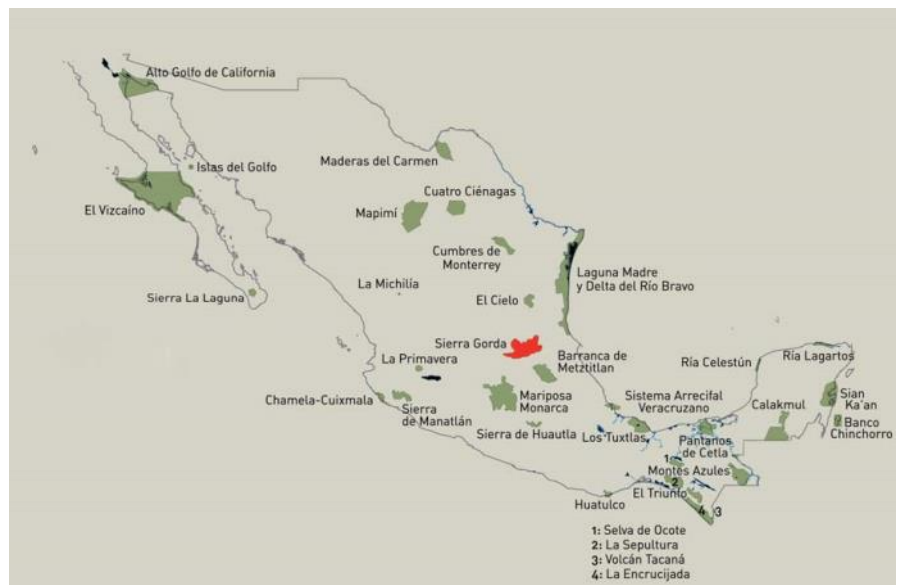 Alto Golfo de California
Maderas del Carmen
Islas del Golfo
Cuatro Ciénagas
El Vizcaíno
Mapimí
Cumbres de
Monterrey
Laguna Madre
y Delta del Río Bravo
La Michilía
Sierra La Laguna
El Cielo
Sierra Gorda
La Primavera
Barranca de
Metztitlan
Ría Celestún
Ría Lagartos
Chamela-Cuixmala
Sierra
de Manatlán
Mariposa
Monarca
Sistema Arrecifal
Veracruzano
Calakmul
Sian
Ka'an
Banco
Chinchorro
Sierra de Huautla
Los Tuxtlas
Pantanos
de Cetla
1
Montes Azules
2
El Triunfo
Huatulco
4
3
1: Selva de Ocote
2: La Sepultura
3: Volcán Tacaná
4: La Encrucijada